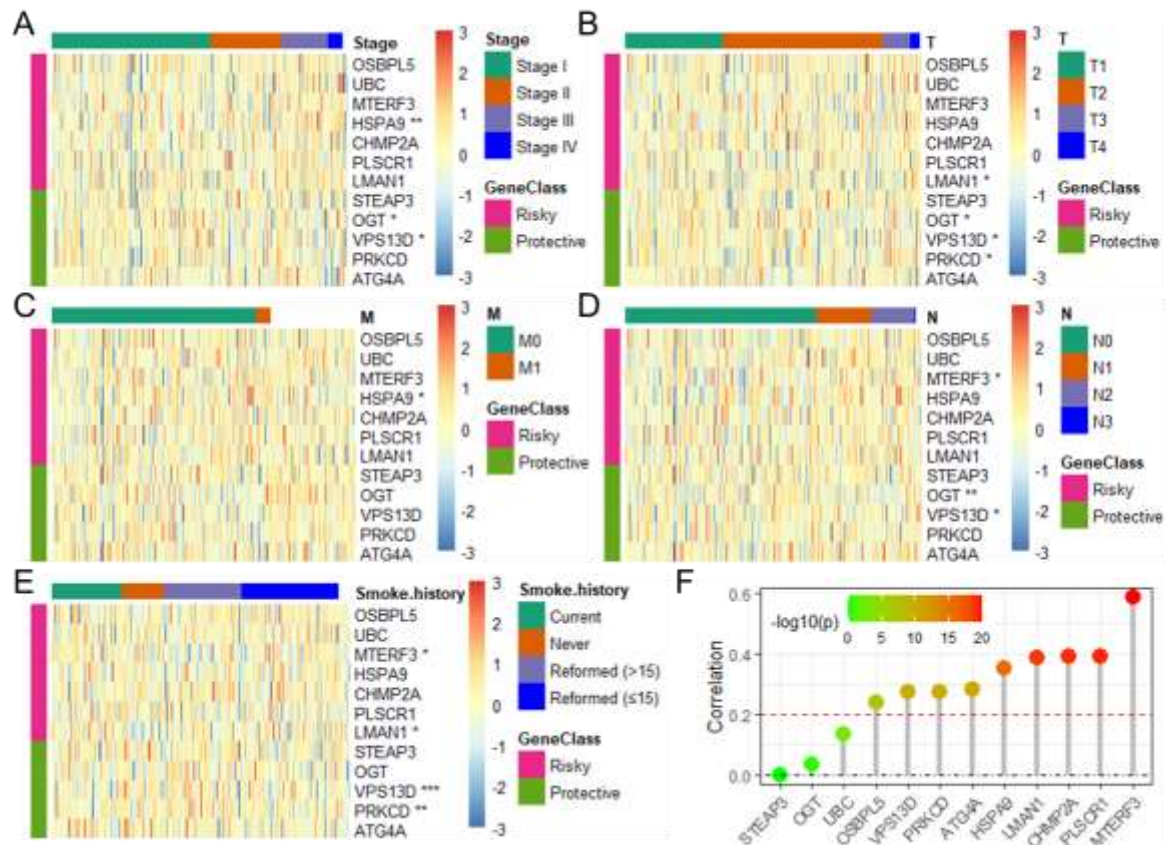 A
Stage
OSBPL5
UBC
MTERF3
HSPA9 **
CHMP2A
PLSCR1
LMAN1
STEAP3
OGT *
VPS13D *
PRKCD
ATG4A
3
2
1
0
-1
-2
-3
Stage
Stage I
Stage II
Stage III
Stage IV
GeneClass
Risky
Protective
B
T
OSBPL5
UBC
MTERF3
HSPA9
CHMP2A
PLSCR1
LMAN1 *
STEAP3
OGT *
VPS13D *
PRKCD *
ATG4A
3
2
1
0
-1
-2
-3
T
T1
T2
T3
T4
GeneClass
Risky
Protective
C
M
OSBPL5
UBC
MTERF3
HSPA9 *
CHMP2A
PLSCR1
LMAN1
STEAP3
OGT
VPS13D
PRKCD
ATG4A
3
2
1
0
-1
-2
-3
M
M0
M1
GeneClass
Risky
Protective
D
N
OSBPL5
UBC
MTERF3 *
HSPA9
CHMP2A
PLSCR1
LMAN1
STEAP3
OGT **
VPS13D *
PRKCD
ATG4A
3
2
1
0
-1
-2
-3
N
N0
N1
N2
N3
GeneClass
Risky
Protective
E
Smoke.history
OSBPL5
UBC
MTERF3 *
HSPA9
CHMP2A
PLSCR1
LMAN1 *
STEAP3
OGT
VPS13D ***
PRKCD **
ATG4A
3
2
1
0
-1
-2
-3
Smoke.history
Current
Never
Reformed (>15)
Reformed (≤15)
GeneClass
Risky
Protective
F
-log10(p)
0 5 10 15 20
Correlation
0.6
0.4
0.2
0.0
STEAP3
OGT
UBC
OSBPL5
VPS13D
PRKCD
ATG4A
HSPA9
LMAN1
CHMP2A
PLSCR1
MTERF3